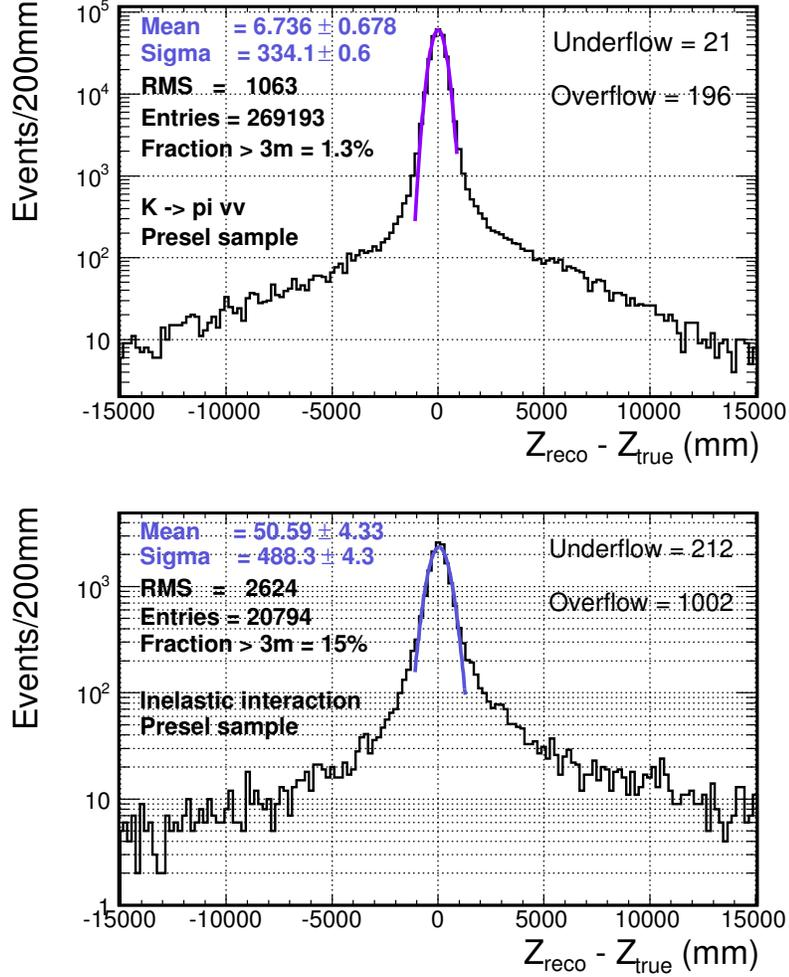 Events/200mm
10^5
10^4
10^3
10^2
10
Mean = 6.736 ± 0.678
Sigma = 334.1 ± 0.6
RMS = 1063
Entries = 269193
Fraction > 3m = 1.3%
K -> pi νν
Presel sample
Underflow = 21
Overflow = 196
-15000 -10000 -5000 0 5000 10000 15000
Z_reco - Z_true (mm)
Events/200mm
10^3
10^2
10
1
Mean = 50.59 ± 4.33
Sigma = 488.3 ± 4.3
RMS = 2624
Entries = 20794
Fraction > 3m = 15%
Inelastic interaction
Presel sample
Underflow = 212
Overflow = 1002
-15000 -10000 -5000 0 5000 10000 15000
Z_reco - Z_true (mm)